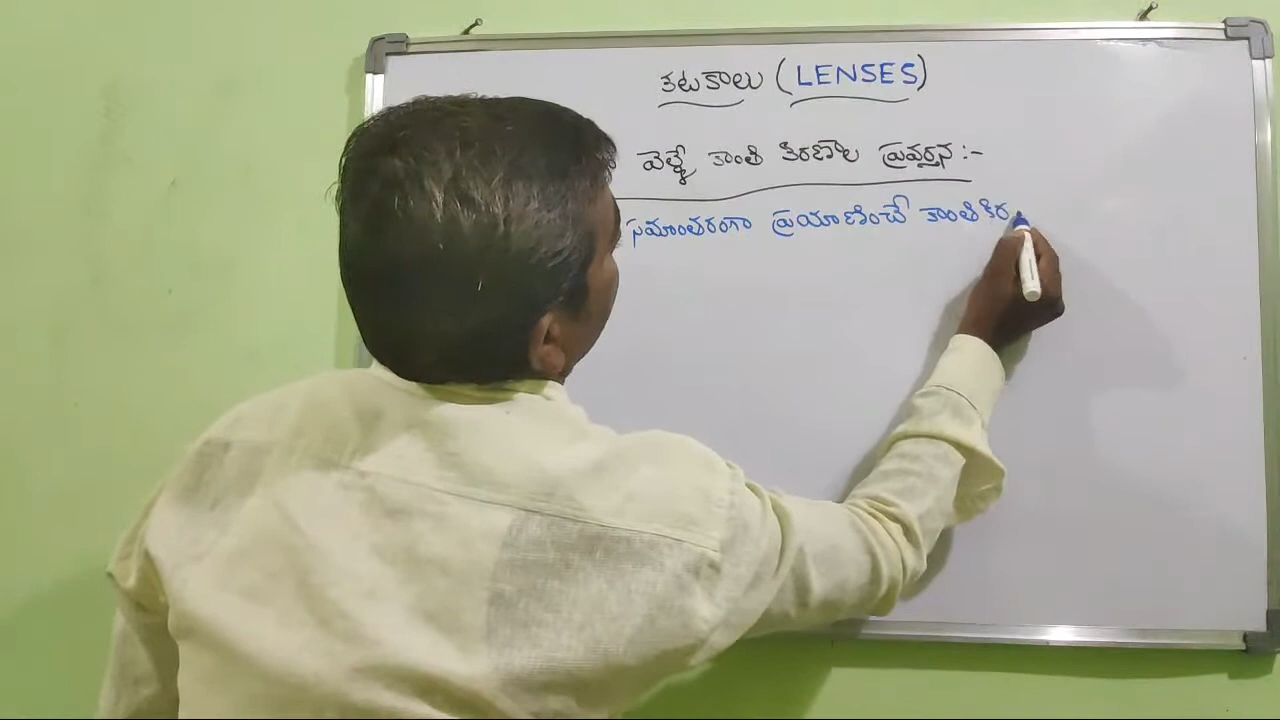 కటకాలు (LENSES)
వెళ్ళే కాంతి కిరణాల ప్రవర్తన :-
సమాంతరంగా ప్రయాణించే కాంతి కిర